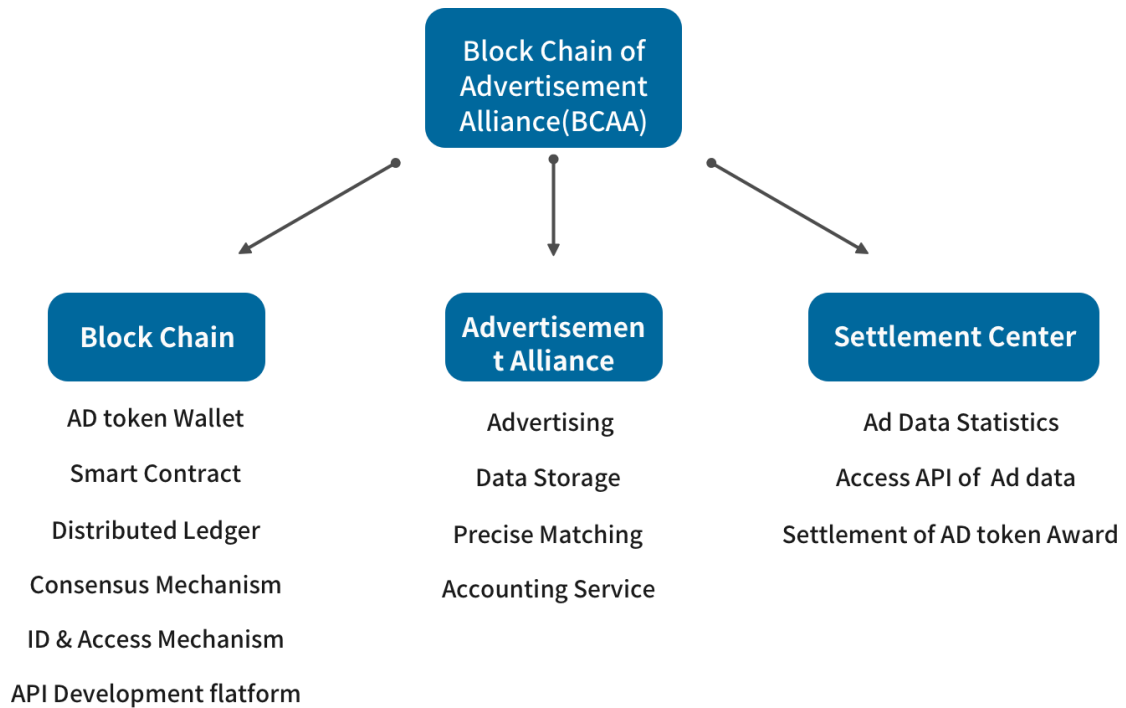 Block Chain of
Advertisement
Alliance(BCAA)
Block Chain
AD token Wallet
Smart Contract
Distributed Ledger
Consensus Mechanism
ID & Access Mechanism
API Development flatform
Advertisemen
t Alliance
Advertising
Data Storage
Precise Matching
Accounting Service
Settlement Center
Ad Data Statistics
Access API of  Ad data
Settlement of AD token Award